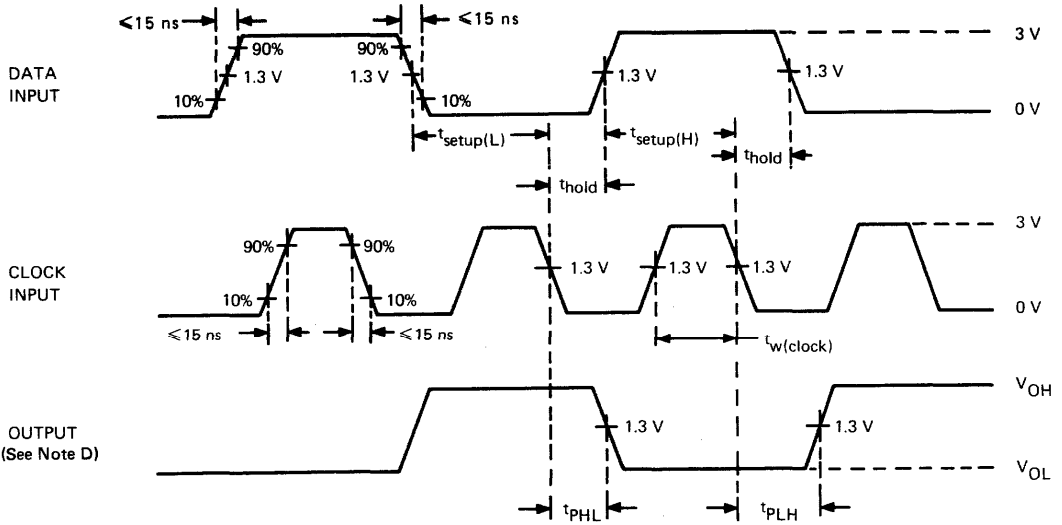 ⩽15 ns ⩽15 ns
90% 90% 3 V
DATA INPUT
1.3 V 1.3 V 1.3 V 1.3 V
10% 10% 0 V
tsetup(L) tsetup(H) thold
thold
3 V
90% 90%
CLOCK INPUT
1.3 V 1.3 V 1.3 V
10% 10% 0 V
⩽15 ns ⩽15 ns
tw(clock)
VOH
OUTPUT
(See Note D)
1.3 V 1.3 V
VOL
tPHL tPLH